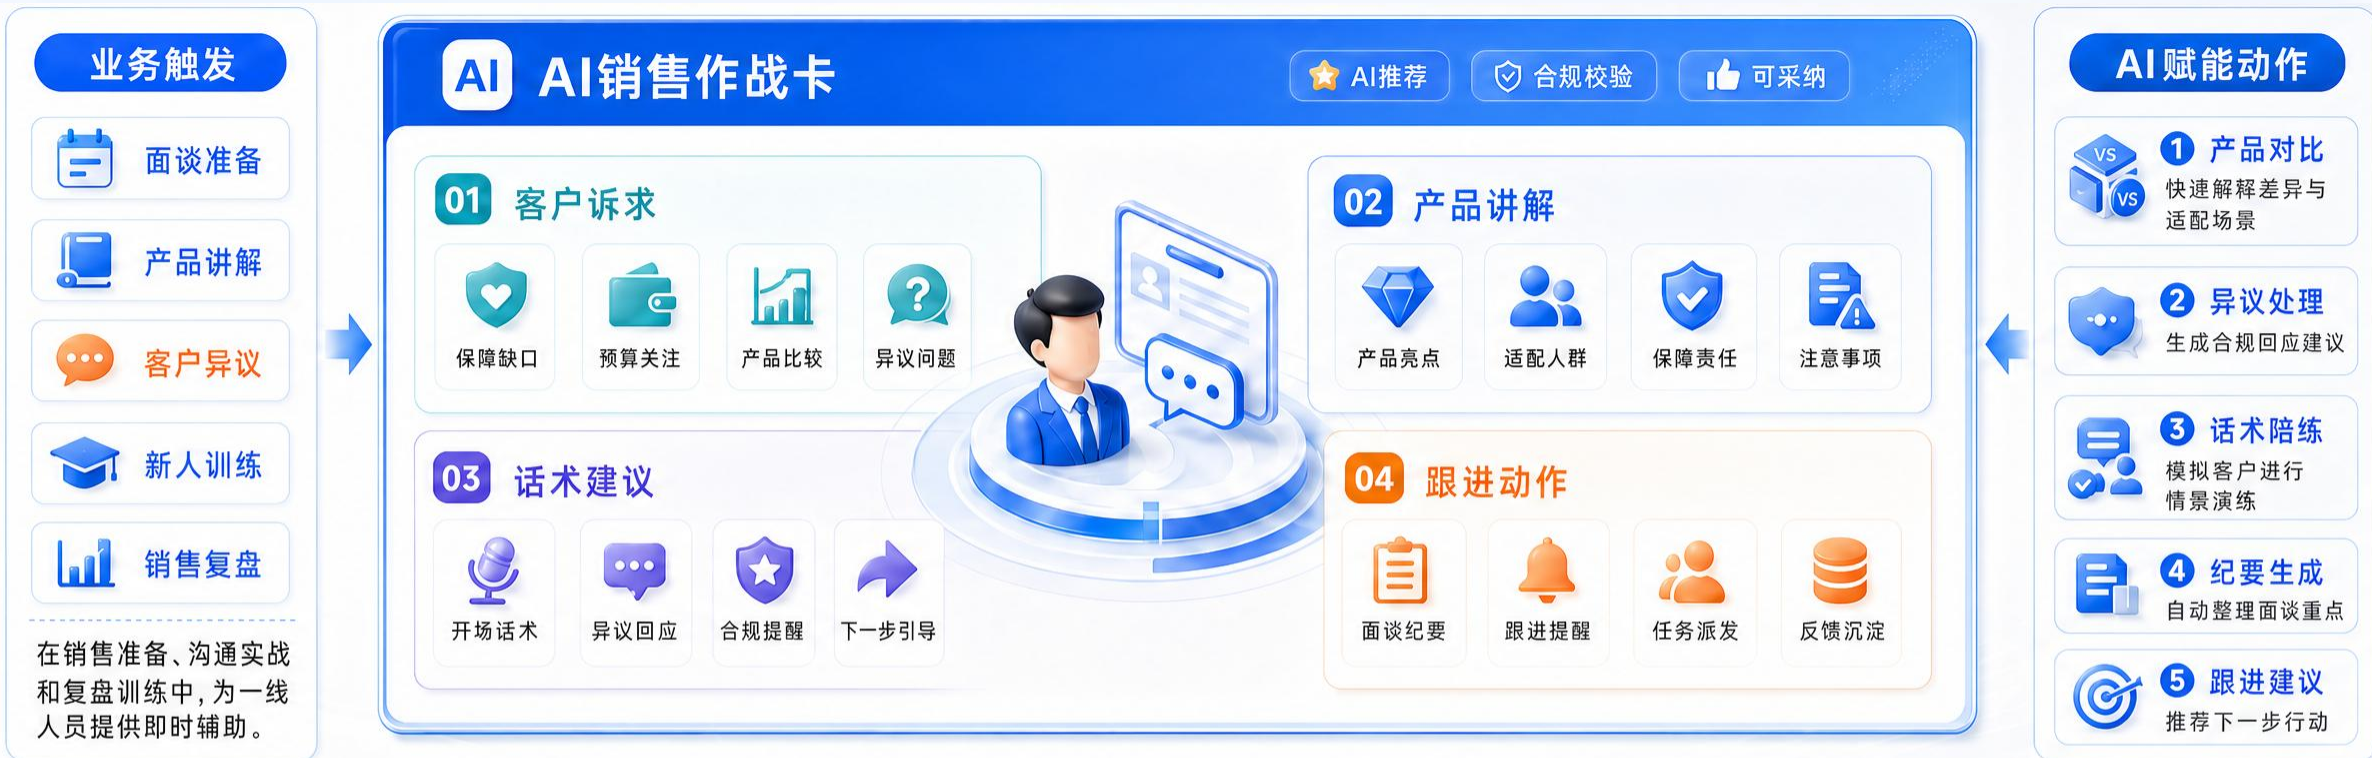 业务触发
面谈准备
产品讲解
客户异议
新人训练
销售复盘
在销售准备、沟通实战
和复盘训练中，为一线
人员提供即时辅助。
AI AI销售作战卡
AI推荐
合规校验
可采纳
01 客户诉求
保障缺口
预算关注
产品比较
异议问题
02 产品讲解
产品亮点
适配人群
保障责任
注意事项
03 话术建议
开场话术
异议回应
合规提醒
下一步引导
04 跟进动作
面谈纪要
跟进提醒
任务派发
反馈沉淀
AI赋能动作
VS
VS
1 产品对比
快速解释差异与
适配场景
2 异议处理
生成合规回应建议
3 话术陪练
模拟客户进行
情景演练
4 纪要生成
自动整理面谈重点
5 跟进建议
推荐下一步行动